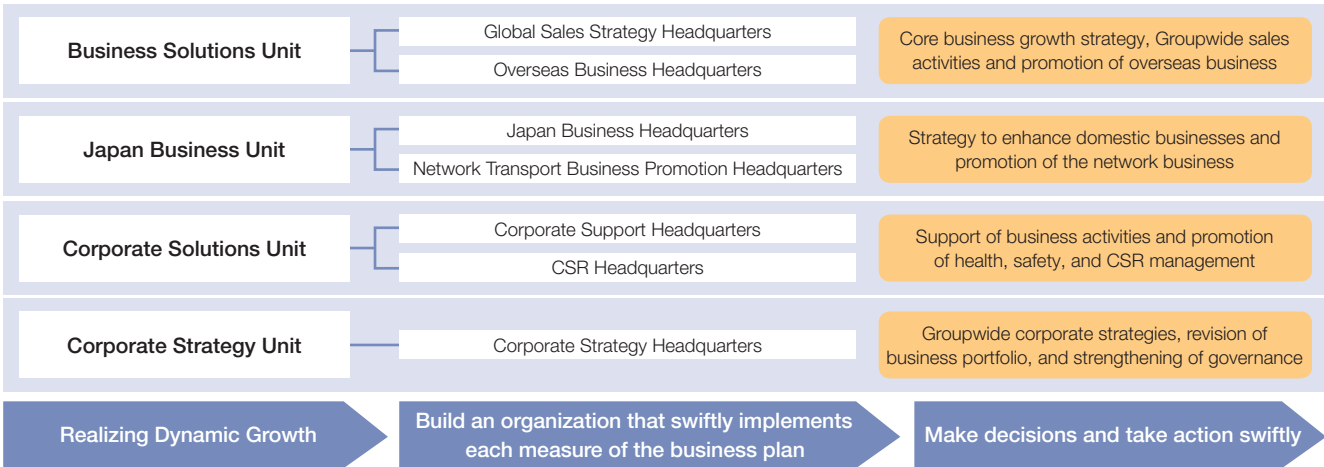 Business Solutions Unit
Global Sales Strategy Headquarters
Overseas Business Headquarters
Core business growth strategy, Groupwide sales
activities and promotion of overseas business
Japan Business Unit
Japan Business Headquarters
Network Transport Business Promotion Headquarters
Strategy to enhance domestic businesses and
promotion of the network business
Corporate Solutions Unit
Corporate Support Headquarters
CSR Headquarters
Support of business activities and promotion
of health, safety, and CSR management
Corporate Strategy Unit
Corporate Strategy Headquarters
Groupwide corporate strategies, revision of
business portfolio, and strengthening of governance
Realizing Dynamic Growth
Build an organization that swiftly implements
each measure of the business plan
Make decisions and take action swiftly